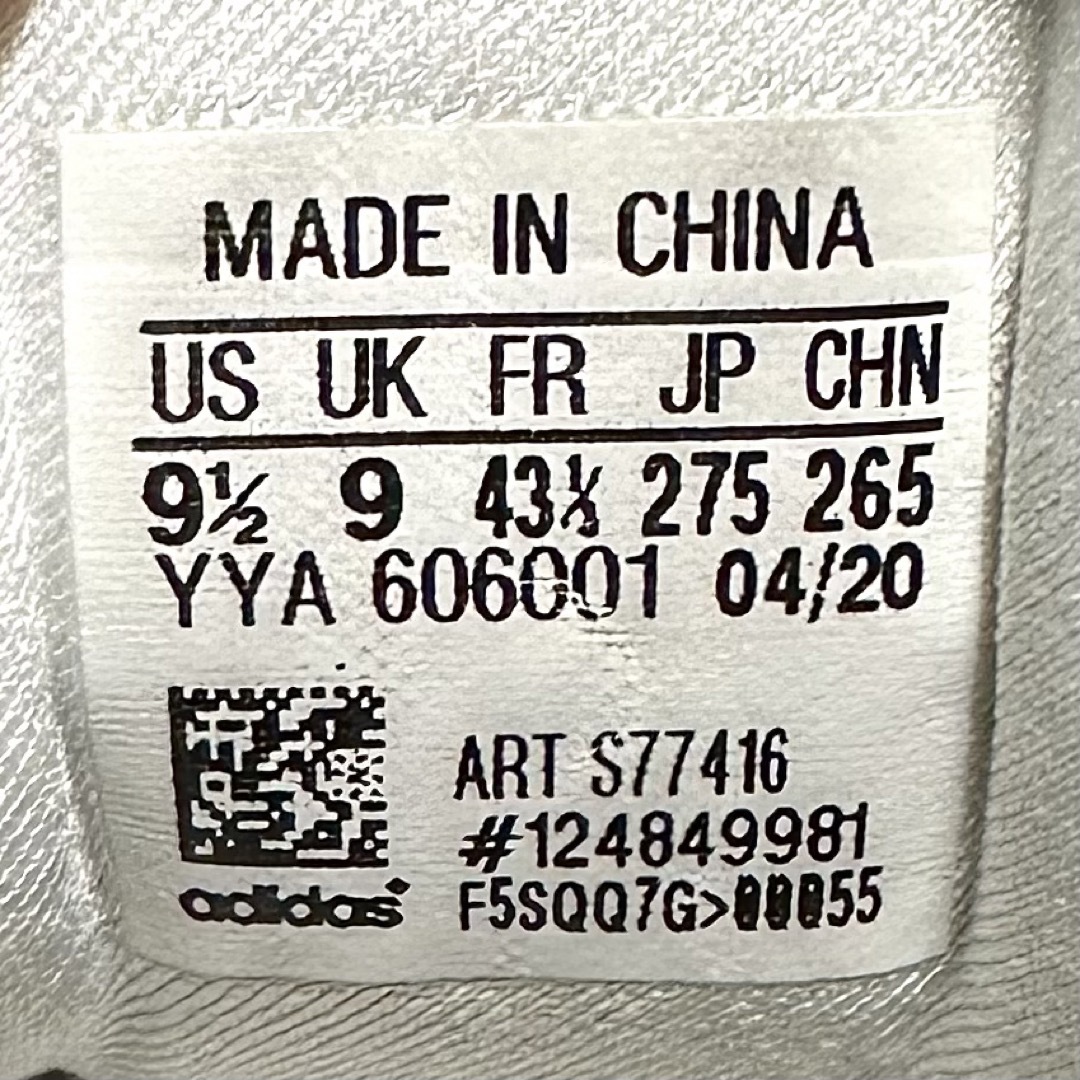 MADE IN CHINA
US UK FR JP CHN
9½ 9 43⅓ 275 265
YYA 606001 04/20
ART S77416
#124849981
adidas
F5SQQ7G>00055